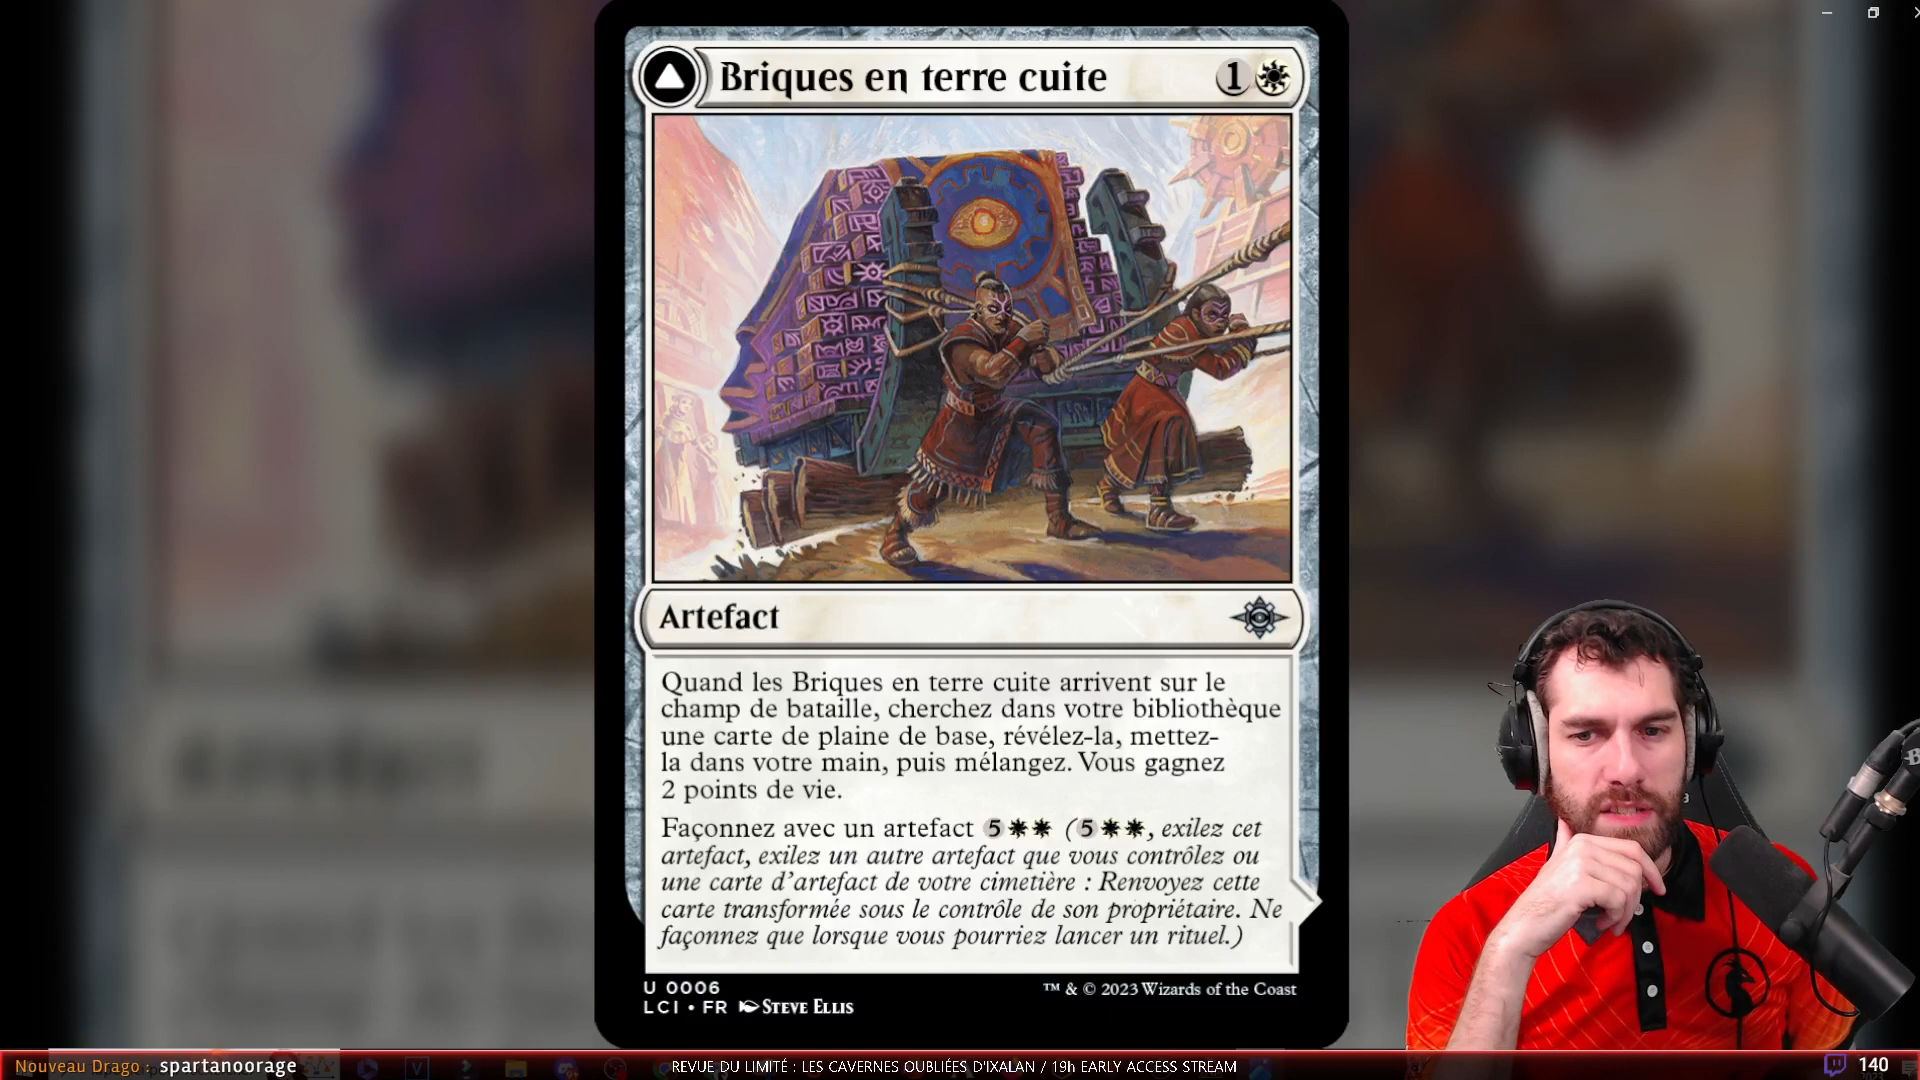 Briques en terre cuite
1
Artefact
Quand les Briques en terre cuite arrivent sur le
champ de bataille, cherchez dans votre bibliothèque
une carte de plaine de base, révélez-la, mettez-
la dans votre main, puis mélangez. Vous gagnez
2 points de vie.
Façonnez avec un artefact 5 (5, exilez cet
artefact, exilez un autre artefact que vous contrôlez ou
une carte d'artefact de votre cimetière : Renvoyez cette
carte transformée sous le contrôle de son propriétaire. Ne
façonnez que lorsque vous pourriez lancer un rituel.)
U 0006
LCI • FR STEVE ELLIS
™ & © 2023 Wizards of the Coast
Nouveau Drago : spartanoorage
REVUE DU LIMITÉ : LES CAVERNES OUBLIÉES D'IXALAN / 19h EARLY ACCESS STREAM
140